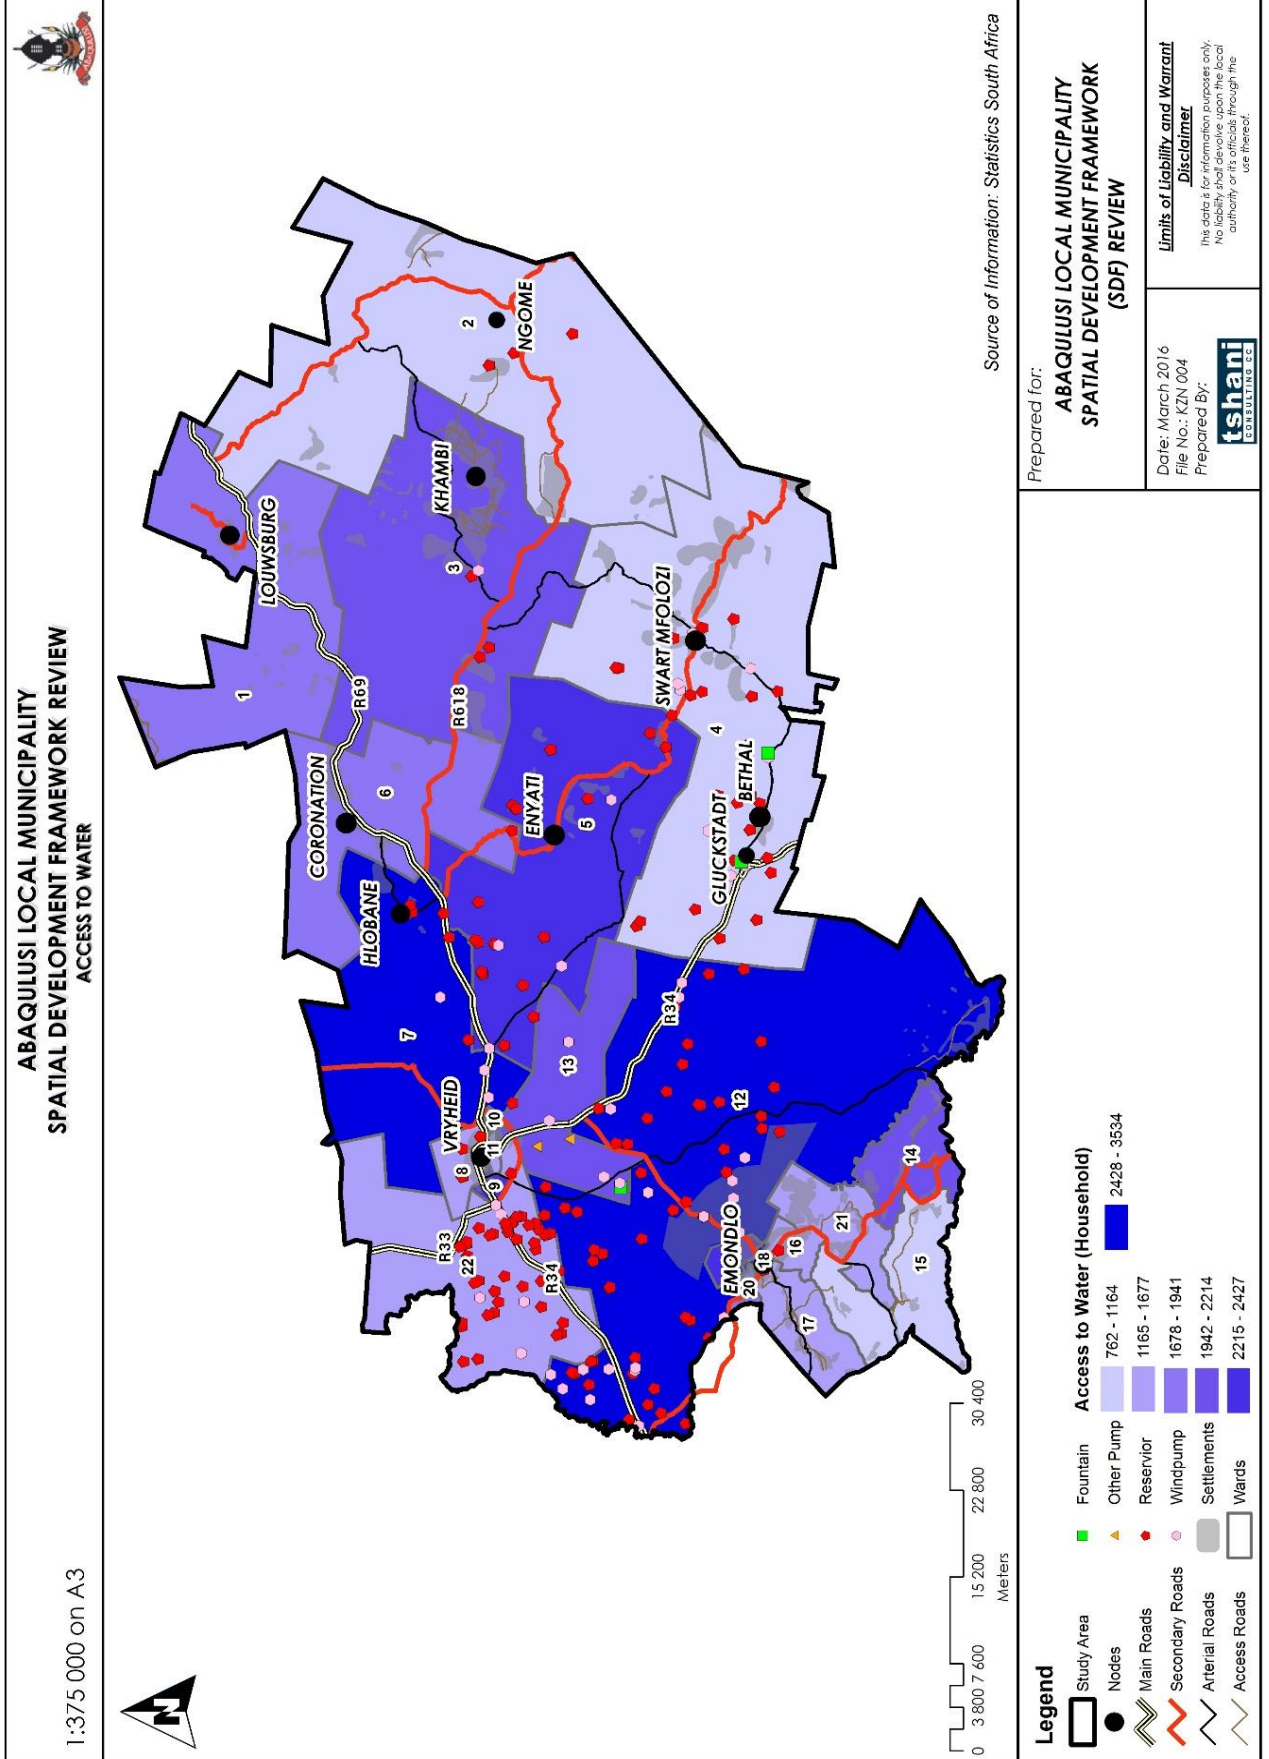 ABAQULUSI LOCAL MUNICIPALITY
SPATIAL DEVELOPMENT FRAMEWORK REVIEW
ACCESS TO WATER
1:375 000 on A3
ABAQULUSI
N
1
2
3
4
5
6
7
8
9
10
11
12
13
14
15
16
17
18
20
21
22
LOUWSBURG
CORONATION
HLOBANE
KHAMBI
NGOME
VRYHEID
ENYATI
SWART MFOLOZI
GLUCKSTADT
BETHAL
EMONDLO
R69
R618
R33
R34
R34
0 3 800 7 600 15 200 22 800 30 400
Meters
Source of Information: Statistics South Africa
Legend
Study Area
Nodes
Main Roads
Secondary Roads
Arterial Roads
Access Roads
Fountain
Other Pump
Reservior
Windpump
Settlements
Wards
Access to Water (Household)
762 - 1164
1165 - 1677
1678 - 1941
1942 - 2214
2215 - 2427
2428 - 3534
Prepared for:
ABAQULUSI LOCAL MUNICIPALITY
SPATIAL DEVELOPMENT FRAMEWORK
(SDF) REVIEW
Date: March 2016
File No.: KZN 004
Prepared By:
tshani
CONSULTING CC
Limits of Liability and Warrant
Disclaimer
This data is for information purposes only.
No liability shall devolve upon the local
authority or it's officials through the
use thereof.